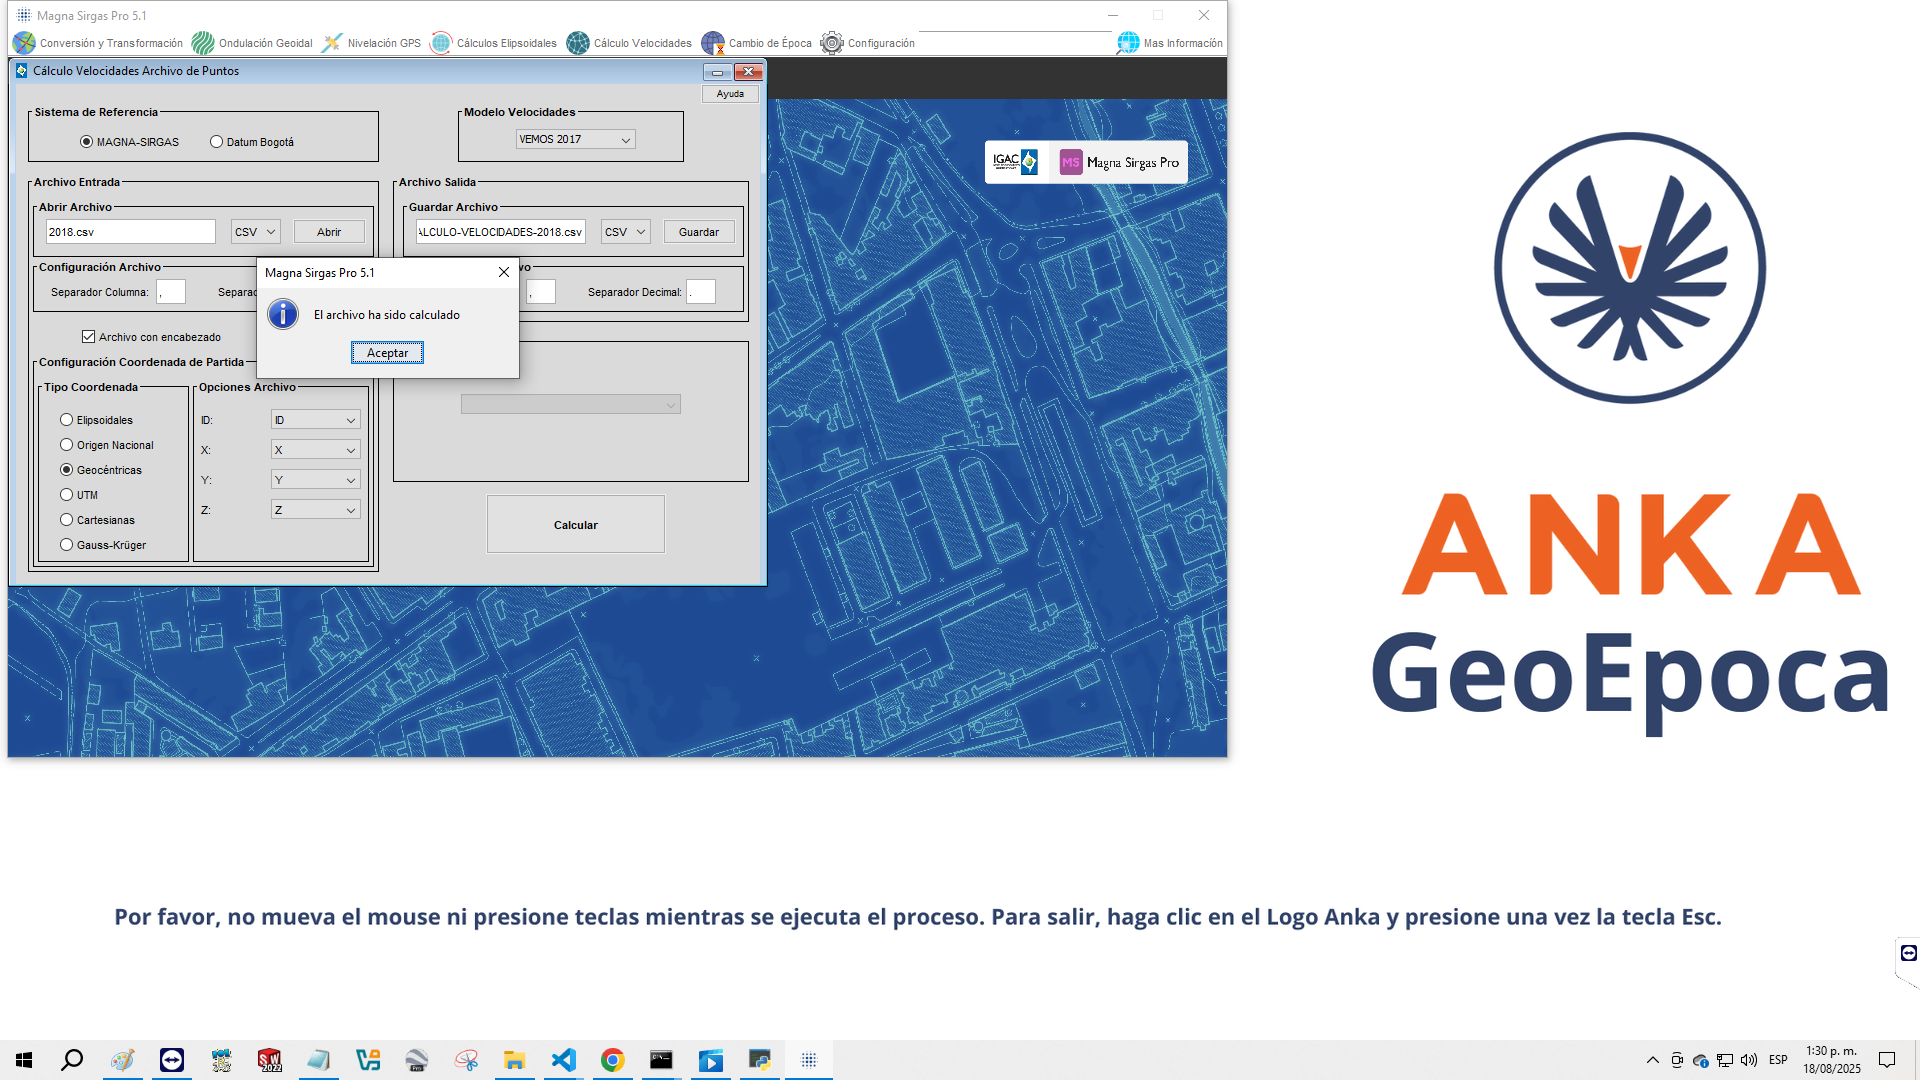 Magna Sirgas Pro 5.1
Conversión y Transformación
Ondulación Geoidal
Nivelación GPS
Cálculos Elipsoidales
Cálculo Velocidades
Cambio de Época
Configuración
Mas Información
Cálculo Velocidades Archivo de Puntos
Ayuda
Sistema de Referencia
MAGNA-SIRGAS
Datum Bogotá
Modelo Velocidades
VEMOS 2017
Archivo Entrada
Abrir Archivo
2018.csv
CSV
Abrir
Configuración Archivo
Separador Columna:
,
Separac
Archivo con encabezado
Archivo Salida
Guardar Archivo
ALCULO-VELOCIDADES-2018.csv
CSV
Guardar
vo
,
Separador Decimal:
.
Magna Sirgas Pro 5.1
El archivo ha sido calculado
Aceptar
Configuración Coordenada de Partida
Tipo Coordenada
Elipsoidales
Origen Nacional
Geocéntricas
UTM
Cartesianas
Gauss-Krüger
Opciones Archivo
ID: ID
X: X
Y: Y
Z: Z
Calcular
IGAC
MS Magna Sirgas Pro
ANKA
GeoEpoca
Por favor, no mueva el mouse ni presione teclas mientras se ejecuta el proceso. Para salir, haga clic en el Logo Anka y presione una vez la tecla Esc.
SW
2022
Pro
ESP
1:30 p. m.
18/08/2025